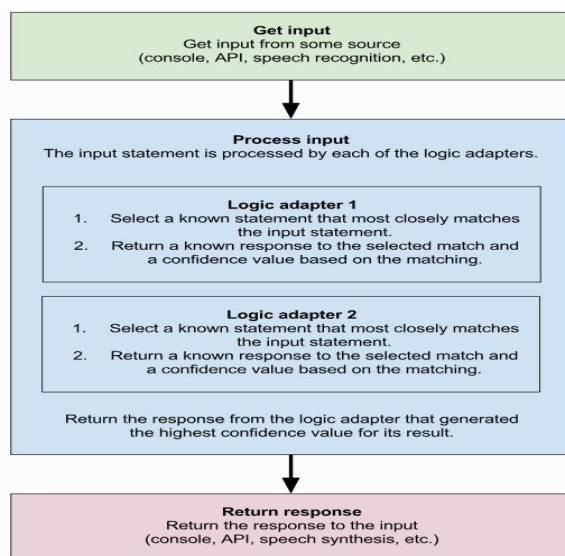 Get input
Get input from some source
(console, API, speech recognition, etc.)
Process input
The input statement is processed by each of the logic adapters.
Logic adapter 1
1. Select a known statement that most closely matches
the input statement.
2. Return a known response to the selected match and
a confidence value based on the matching.
Logic adapter 2
1. Select a known statement that most closely matches
the input statement.
2. Return a known response to the selected match and
a confidence value based on the matching.
Return the response from the logic adapter that generated
the highest confidence value for its result.
Return response
Return the response to the input
(console, API, speech synthesis, etc.)